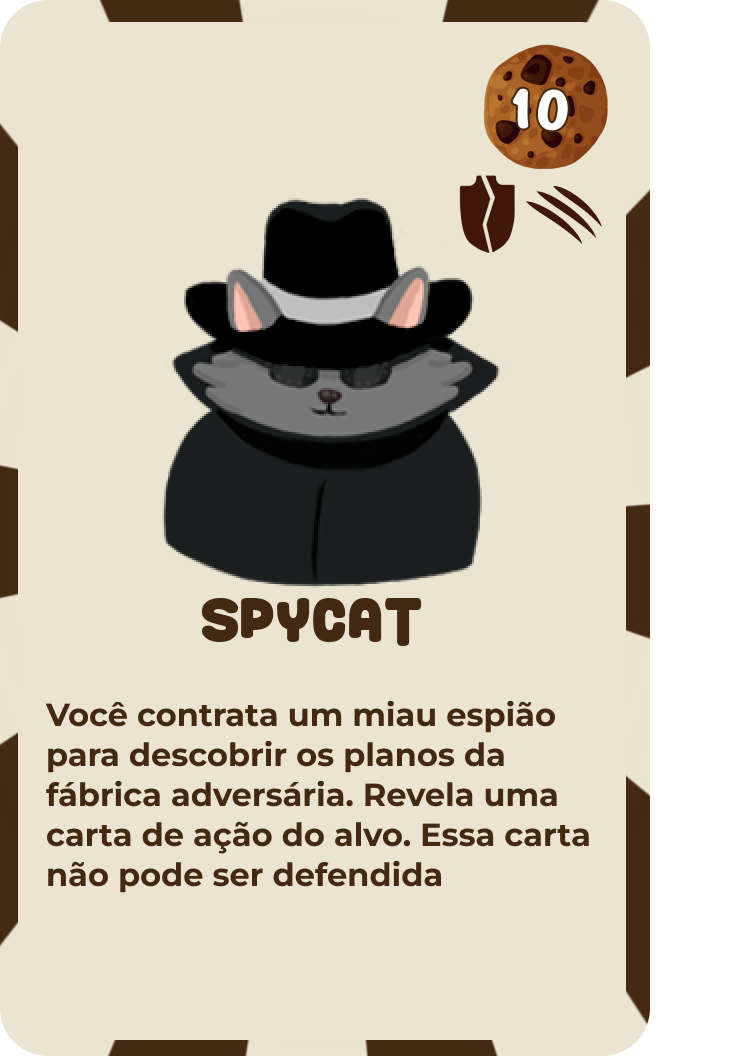 10
SPYCAT
Você contrata um miau espião
para descobrir os planos da
fábrica adversária. Revela uma
carta de ação do alvo. Essa carta
não pode ser defendida